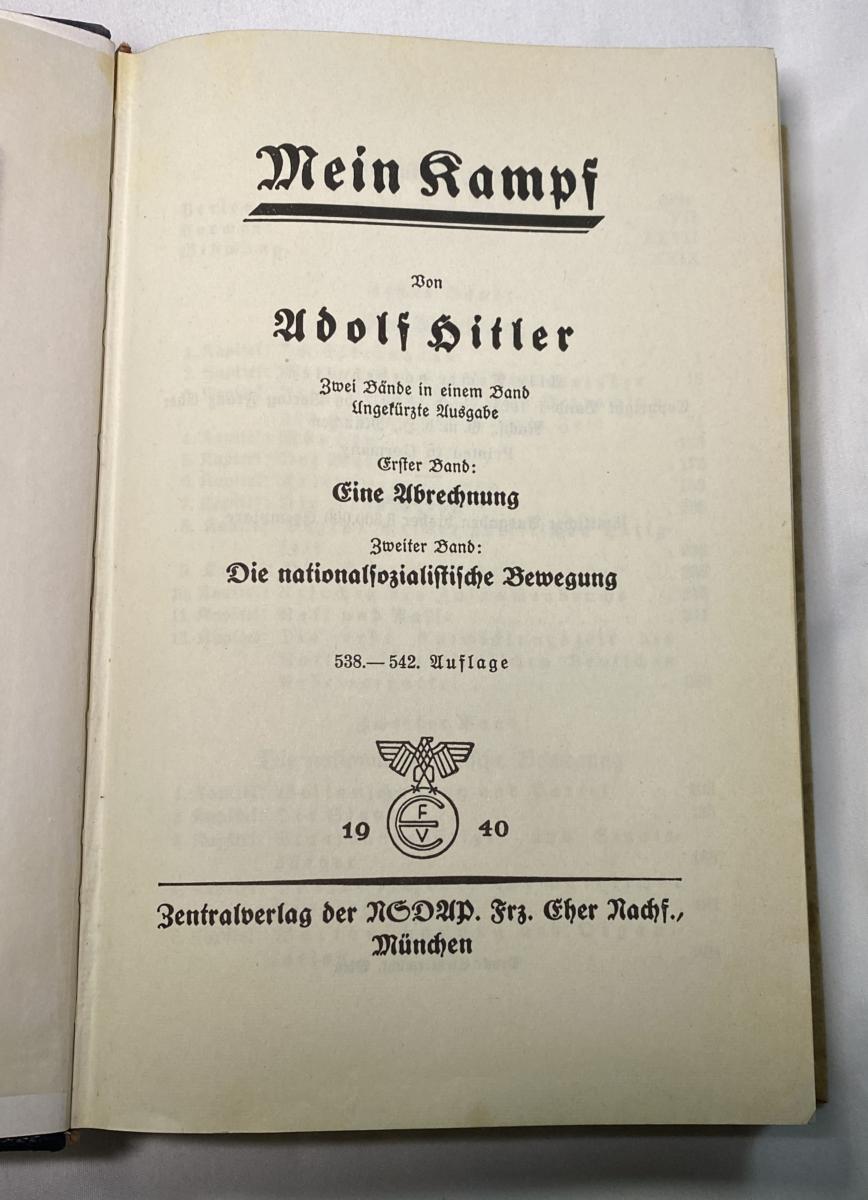 Mein Kampf
Von
Adolf Hitler
Zwei Bände in einem Band
Ungekürzte Ausgabe
Erster Band:
Eine Abrechnung
Zweiter Band:
Die nationalsozialistische Bewegung
538.—542. Auflage
F
E
V
19 40
Zentralverlag der NSDAP. Frz. Eher Nachf.,
München